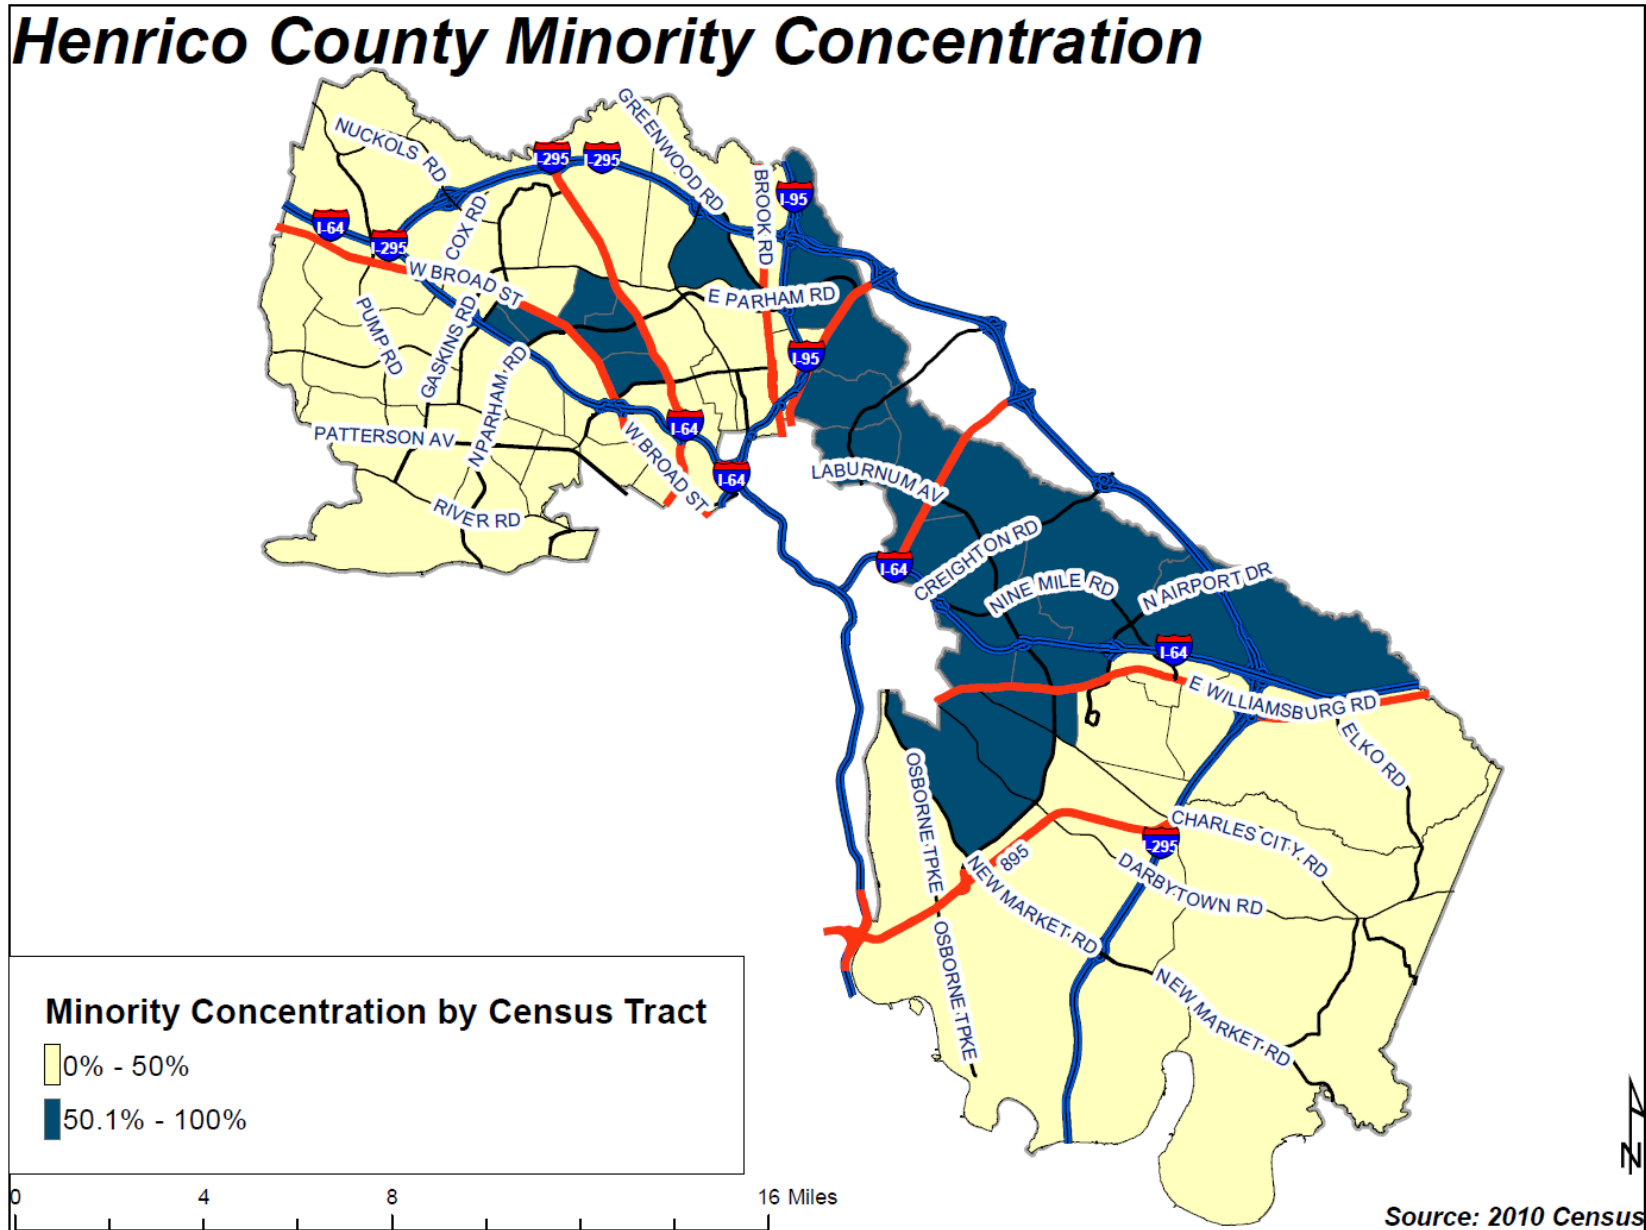 Henrico County Minority Concentration
NUCKOLS RD
GREENWOOD RD
I-295
I-295
BROOK RD
I-95
I-64
I-295
COX RD
W BROAD ST
E PARHAM RD
PUMP RD
GASKINS RD
N PARHAM RD
I-95
PATTERSON AV
I-64
W BROAD ST
I-64
LABURNUM AV
RIVER RD
I-64
CREIGHTON RD
NINE MILE RD
N AIRPORT DR
I-64
E WILLIAMSBURG RD
ELKO RD
OSBORNE TPKE
CHARLES CITY RD
I-295
895
DARBYTOWN RD
NEW MARKET RD
OSBORNE TPKE
NEW MARKET RD
Minority Concentration by Census Tract
0% - 50%
50.1% - 100%
0 4 8 16 Miles
N
Source: 2010 Census